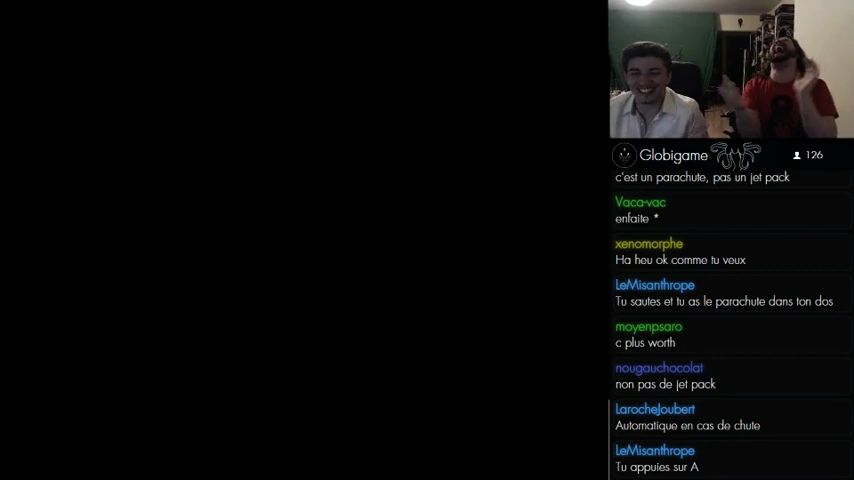 Globigame
126
c'est un parachute, pas un jet pack
Vaca-vac
enfaite *
xenomorphe
Ha heu ok comme tu veux
LeMisanthrope
Tu sautes et tu as le parachute dans ton dos
moyenpsaro
c plus worth
nougauchocolat
non pas de jet pack
LarocheJoubert
Automatique en cas de chute
LeMisanthrope
Tu appuies sur A